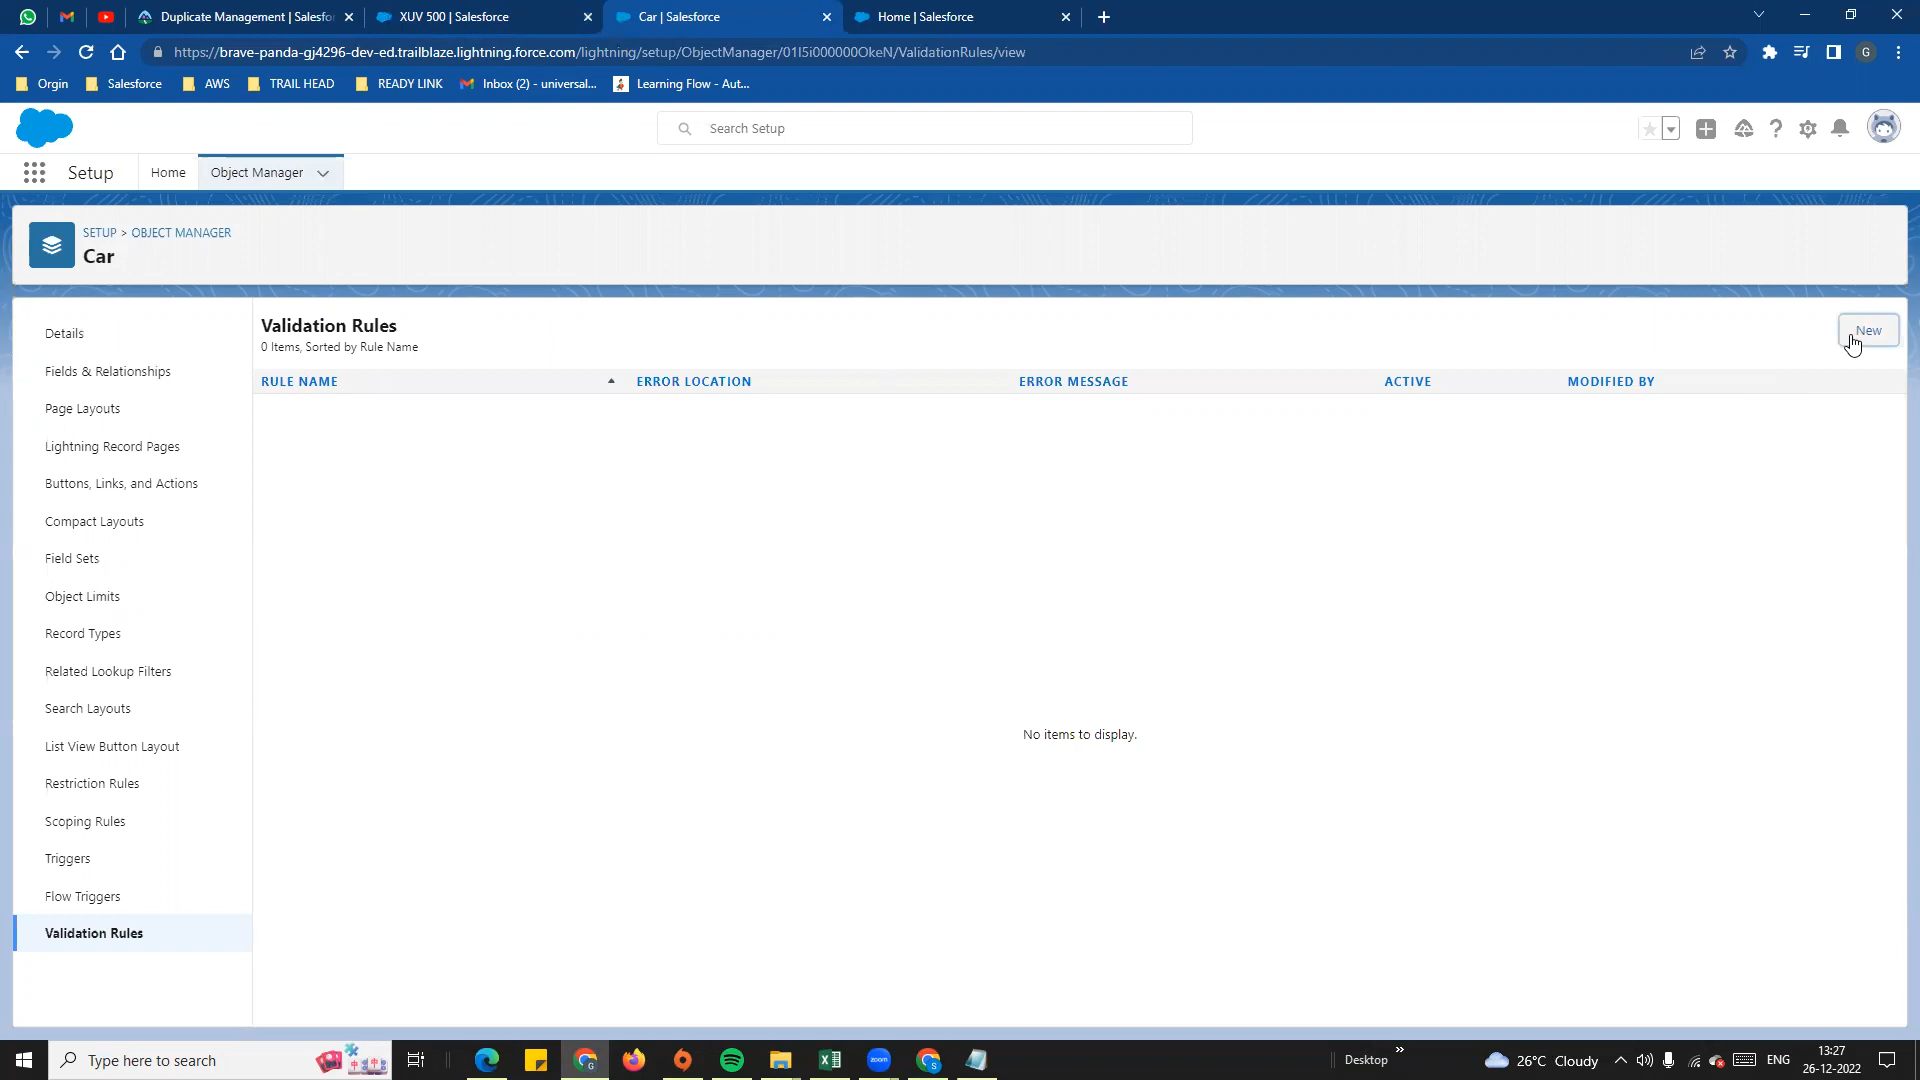 Duplicate Management | Salesfor
XUV 500 | Salesforce
Car | Salesforce
Home | Salesforce
https://brave-panda-gj4296-dev-ed.trailblaze.lightning.force.com/lightning/setup/ObjectManager/01I5i000000OkeN/ValidationRules/view
G
Orgin
Salesforce
AWS
TRAIL HEAD
READY LINK
Inbox (2) - universal...
Learning Flow - Aut...
Search Setup
Setup
Home
Object Manager
SETUP > OBJECT MANAGER
Car
Details
Fields & Relationships
Page Layouts
Lightning Record Pages
Buttons, Links, and Actions
Compact Layouts
Field Sets
Object Limits
Record Types
Related Lookup Filters
Search Layouts
List View Button Layout
Restriction Rules
Scoping Rules
Triggers
Flow Triggers
Validation Rules
Validation Rules
0 Items, Sorted by Rule Name
New
RULE NAME
ERROR LOCATION
ERROR MESSAGE
ACTIVE
MODIFIED BY
No items to display.
Type here to search
zoom
Desktop
26°C Cloudy
ENG
13:27
26-12-2022